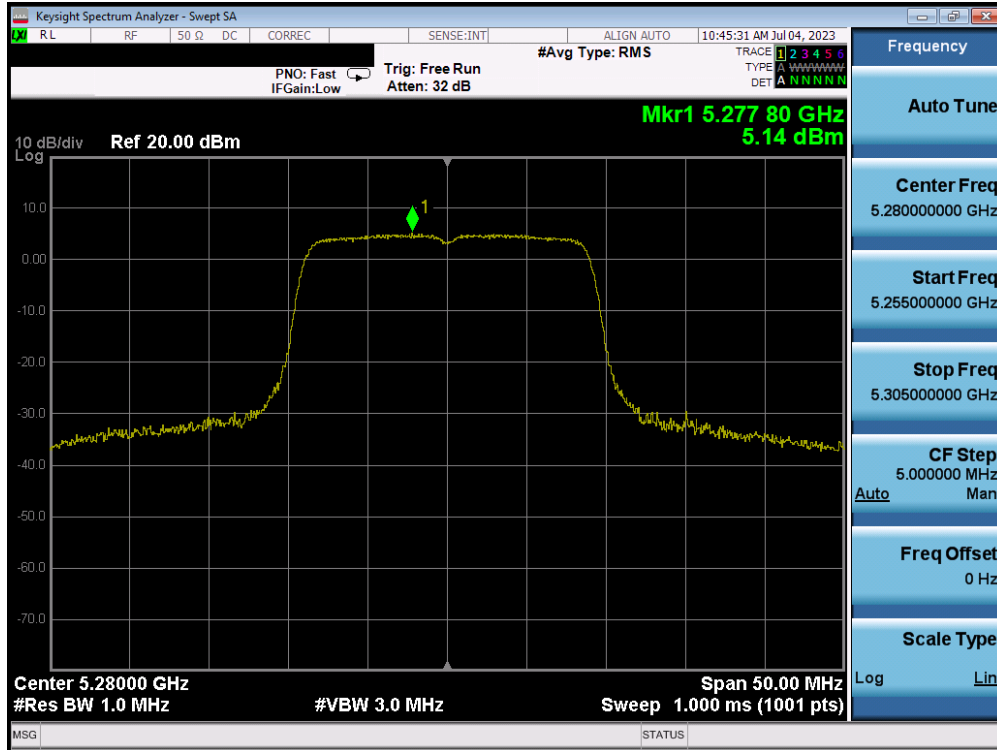 Keysight Spectrum Analyzer - Swept SA
LXI RL RF 50 Ω DC CORREC SENSE:INT ALIGN AUTO 10:45:31 AM Jul 04, 2023
#Avg Type: RMS
TRACE 1 2 3 4 5 6
PNO: Fast Trig: Free Run
TYPE A WWWWW
IFGain:Low Atten: 32 dB
DET A N N N N N
Mkr1 5.277 80 GHz
5.14 dBm
10 dB/div Ref 20.00 dBm
Log
1
10.0
0.00
-10.0
-20.0
-30.0
-40.0
-50.0
-60.0
-70.0
Center 5.28000 GHz Span 50.00 MHz
#Res BW 1.0 MHz #VBW 3.0 MHz Sweep 1.000 ms (1001 pts)
MSG STATUS
Frequency
Auto Tune
Center Freq
5.280000000 GHz
Start Freq
5.255000000 GHz
Stop Freq
5.305000000 GHz
CF Step
5.000000 MHz
Auto Man
Freq Offset
0 Hz
Scale Type
Log Lin